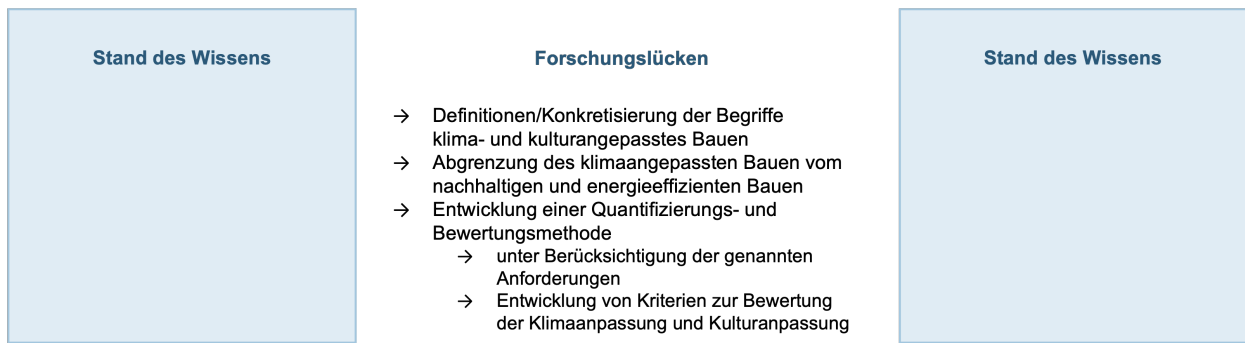 Stand des Wissens
Forschungslücken
→ Definitionen/Konkretisierung der Begriffe
klima- und kulturangepasstes Bauen
→ Abgrenzung des klimaangepassten Bauen vom
nachhaltigen und energieeffizienten Bauen
→ Entwicklung einer Quantifizierungs- und
Bewertungsmethode
→ unter Berücksichtigung der genannten
Anforderungen
→ Entwicklung von Kriterien zur Bewertung
der Klimaanpassung und Kulturanpassung
Stand des Wissens